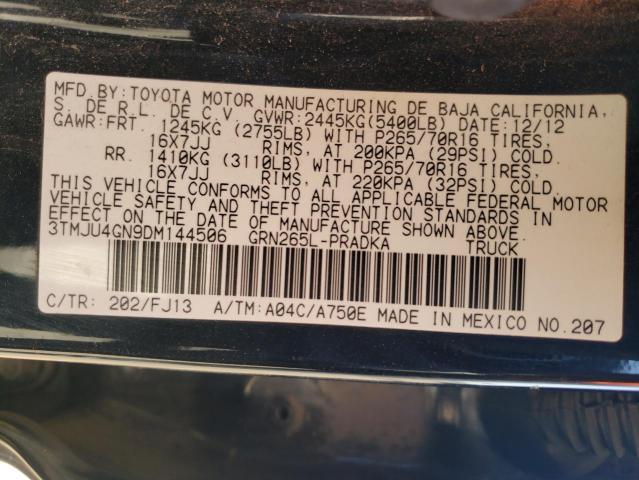 MFD.BY:TOYOTA MOTOR MANUFACTURING DE BAJA CALIFORNIA,
S. DE R.L. DE C.V. GVWR:2445KG(5400LB) DATE:12/12
GAWR:FRT. 1245KG (2755LB) WITH P265/70R16 TIRES,
16X7JJ RIMS, AT 200KPA (29PSI) COLD.
RR. 1410KG (3110LB) WITH P265/70R16 TIRES,
16X7JJ RIMS, AT 220KPA (32PSI) COLD.
THIS VEHICLE CONFORMS TO ALL APPLICABLE FEDERAL MOTOR
VEHICLE SAFETY AND THEFT PREVENTION STANDARDS IN
EFFECT ON THE DATE OF MANUFACTURE SHOWN ABOVE.
3TMJU4GN9DM144506 GRN265L-PRADKA TRUCK
C/TR: 202/FJ13 A/TM:A04C/A750E MADE IN MEXICO NO.207